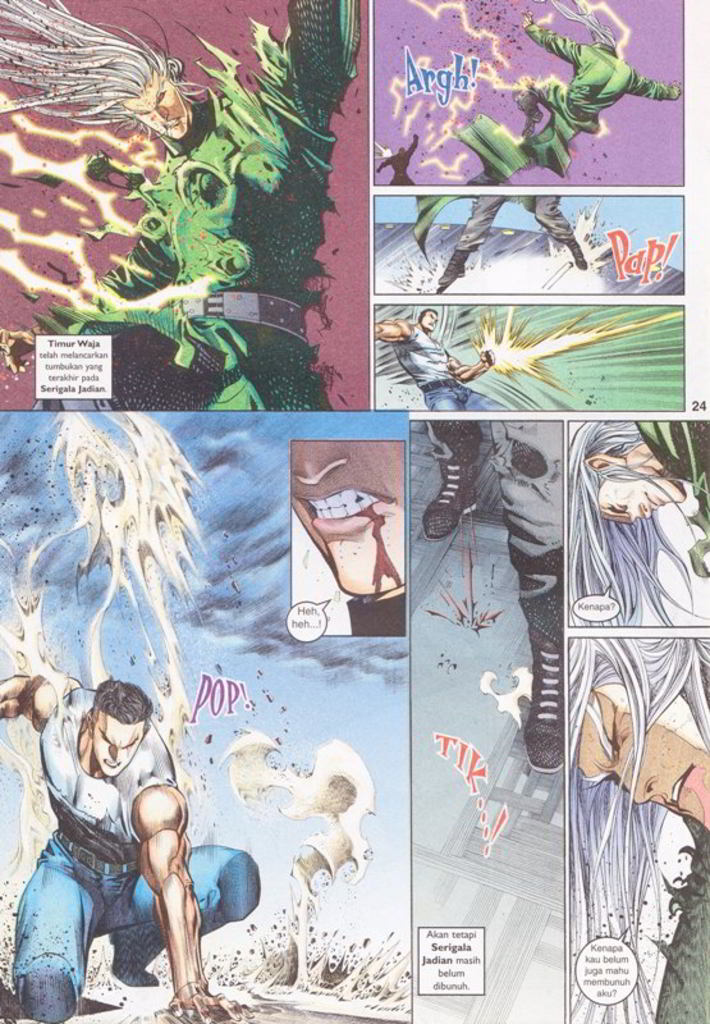 Timur Waja
telah melancarkan
tumbukan yang
terakhir pada
Serigala Jadian.
Argh!
Pap!
24
POP!
Heh,
heh...!
TIK...!
Akan tetapi
Serigala
Jadian masih
belum
dibunuh.
Kenapa?
Kenapa
kau belum
juga mahu
membunuh
aku?